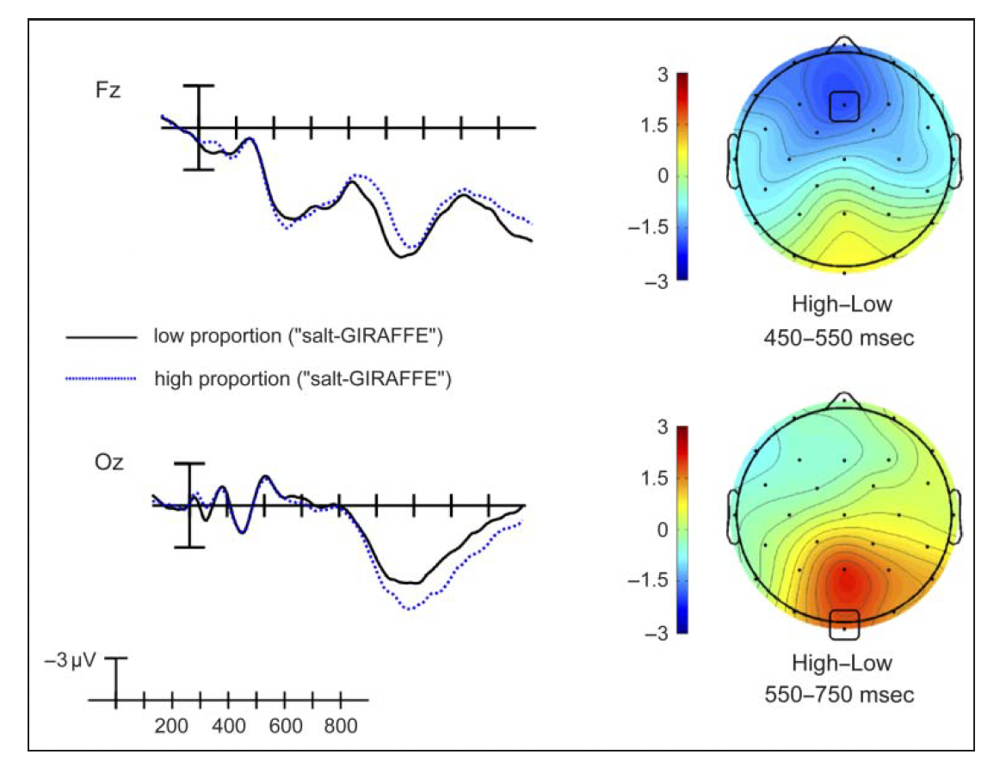 Fz
3
1.5
0
–1.5
–3
High–Low
450–550 msec
low proportion ("salt-GIRAFFE")
high proportion ("salt-GIRAFFE")
Oz
3
1.5
0
–1.5
–3
High–Low
550–750 msec
–3 µV
200 400 600 800